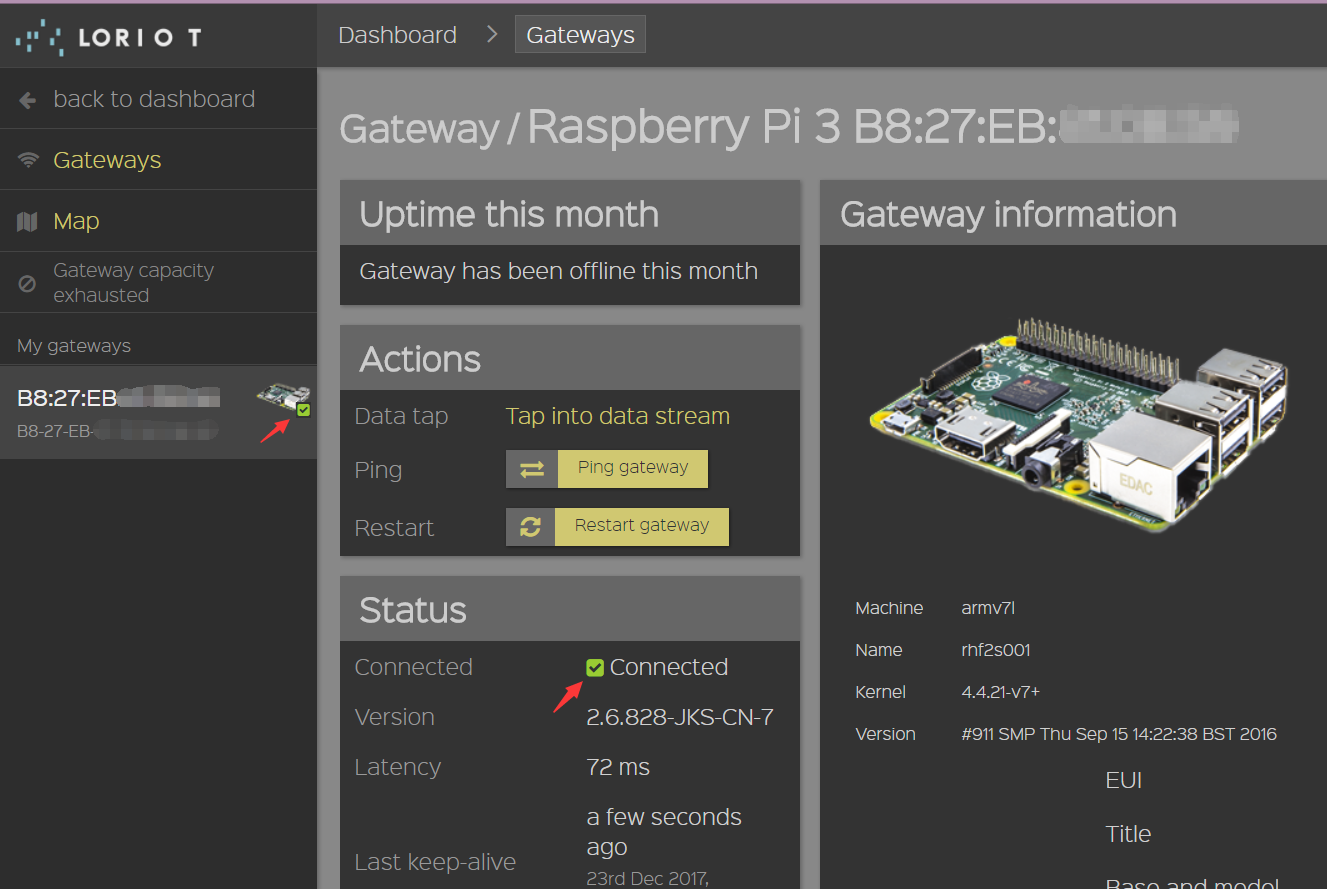 LORIOT
Dashboard
Gateways
back to dashboard
Gateways
Map
Gateway capacity
exhausted
My gateways
B8:27:EB
B8-27-EB-
Gateway / Raspberry Pi 3 B8:27:EB:
Uptime this month
Gateway has been offline this month
Actions
Data tap Tap into data stream
Ping Ping gateway
Restart Restart gateway
Status
Connected Connected
Version 2.6.828-JKS-CN-7
Latency 72 ms
a few seconds
ago
Last keep-alive
23rd Dec 2017,
Gateway information
EDAC
Machine armv7l
Name rhf2s001
Kernel 4.4.21-v7+
Version #911 SMP Thu Sep 15 14:22:38 BST 2016
EUI
Title
Base and model